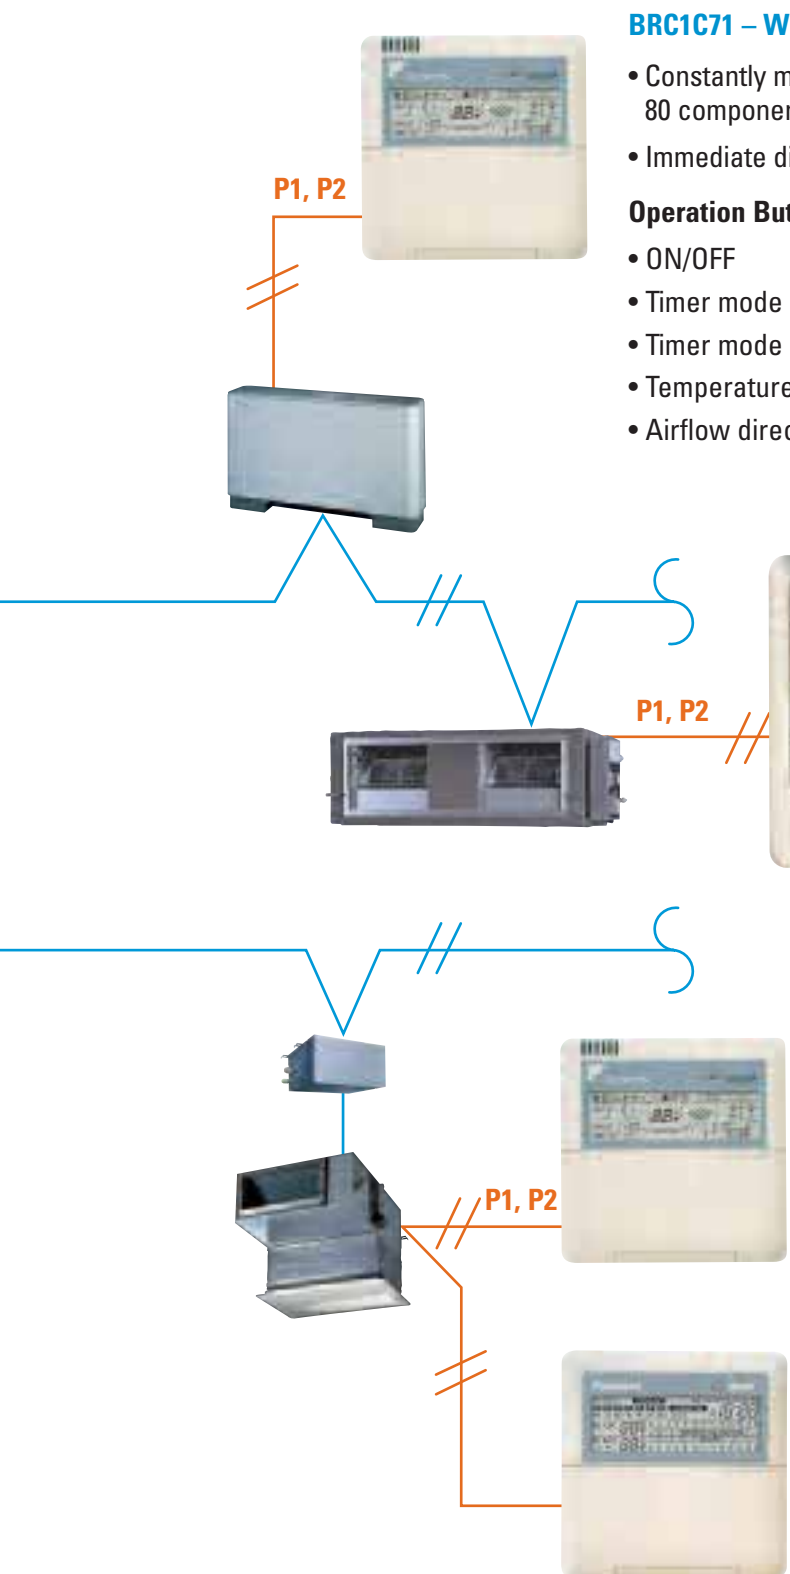 BRC1C71 – W
• Constantly m
80 componen
• Immediate di
P1, P2
Operation But
• ON/OFF
• Timer mode
• Timer mode
• Temperature
• Airflow direc
P1, P2
P1, P2